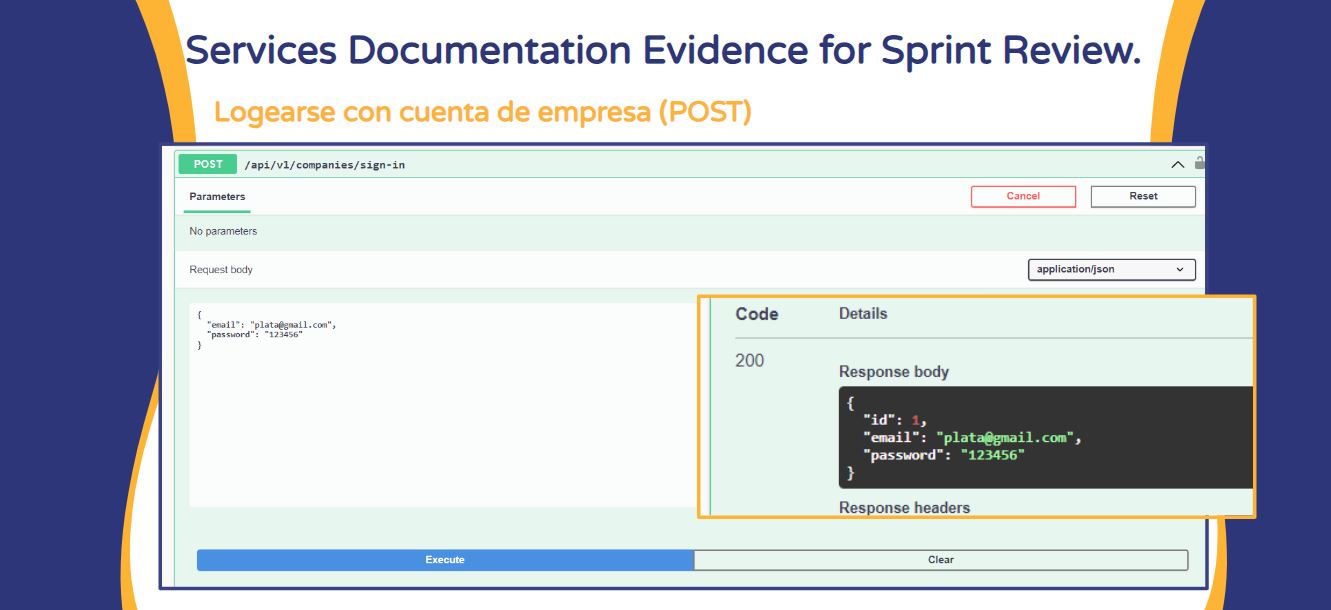 Services Documentation Evidence for Sprint Review.
Logearse con cuenta de empresa (POST)
POST /api/v1/companies/sign-in
Parameters Cancel Reset
No parameters
Request body application/json
{
"email": "plata@gmail.com",
"password": "123456"
}
Code Details
200
Response body
{
"id": 1,
"email": "plata@gmail.com",
"password": "123456"
}
Response headers
Execute Clear